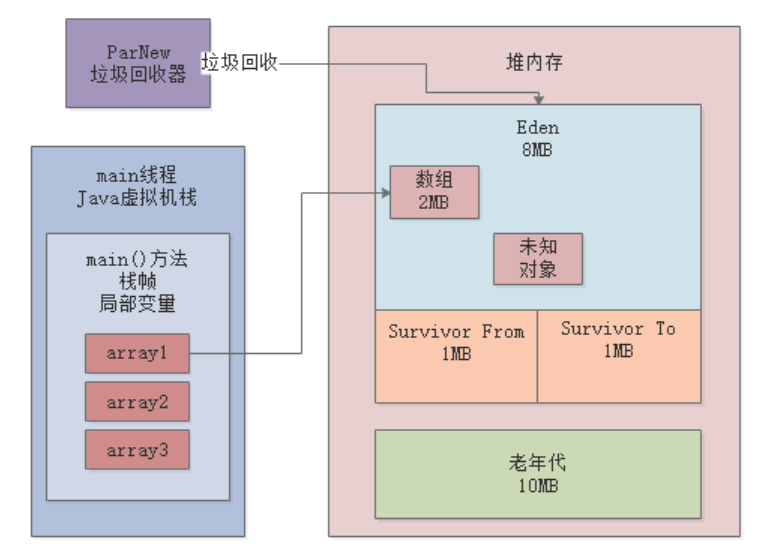 ParNew
垃圾回收器
垃圾回收
堆内存
Eden
8MB
数组
2MB
未知
对象
Survivor From
1MB
Survivor To
1MB
老年代
10MB
main线程
Java虚拟机栈
main()方法
栈帧
局部变量
array1
array2
array3